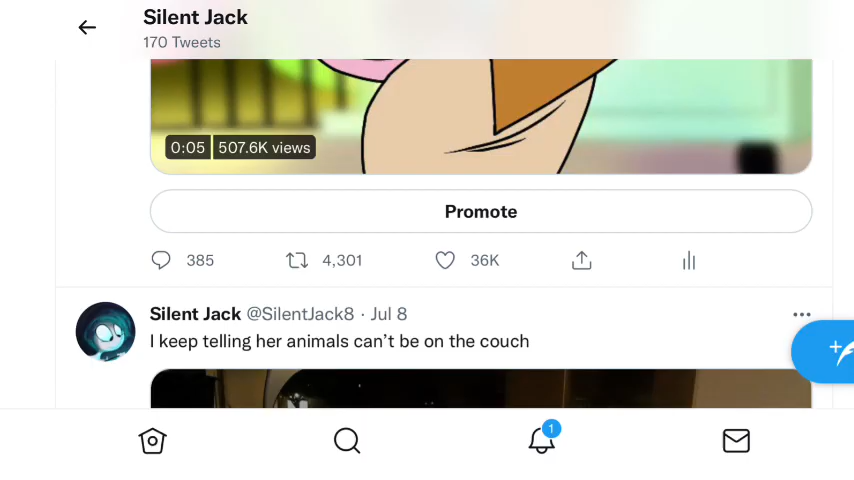 Silent Jack
170 Tweets
0:05 507.6K views
Promote
385 4,301 36K
Silent Jack @SilentJack8 · Jul 8
I keep telling her animals can’t be on the couch
1